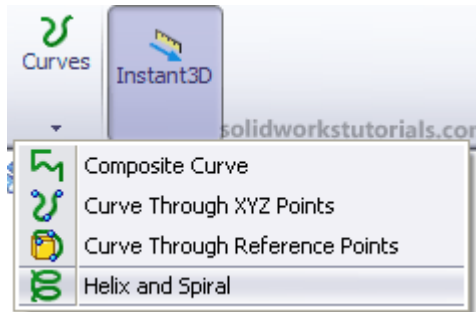 Curves
Instant3D
solidworkstutorials.com
Composite Curve
Curve Through XYZ Points
Curve Through Reference Points
Helix and Spiral